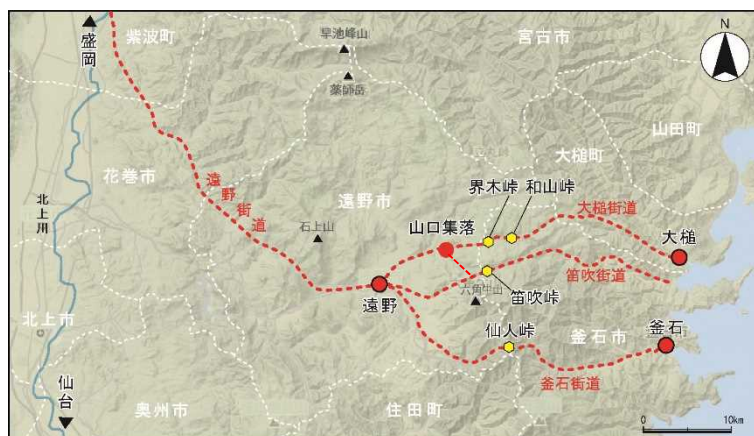 盛岡
紫波町
早池峰山
薬師岳
宮古市
N
山田町
大槌町
花巻市
遠野街道
遠野市
石上山
北上川
界木峠
和山峠
山口集落
大槌街道
大槌
笛吹街道
遠野
六角牛山
笛吹峠
北上市
仙人峠
釜石市
釜石
釜石街道
仙台
奥州市
住田町
0
10km